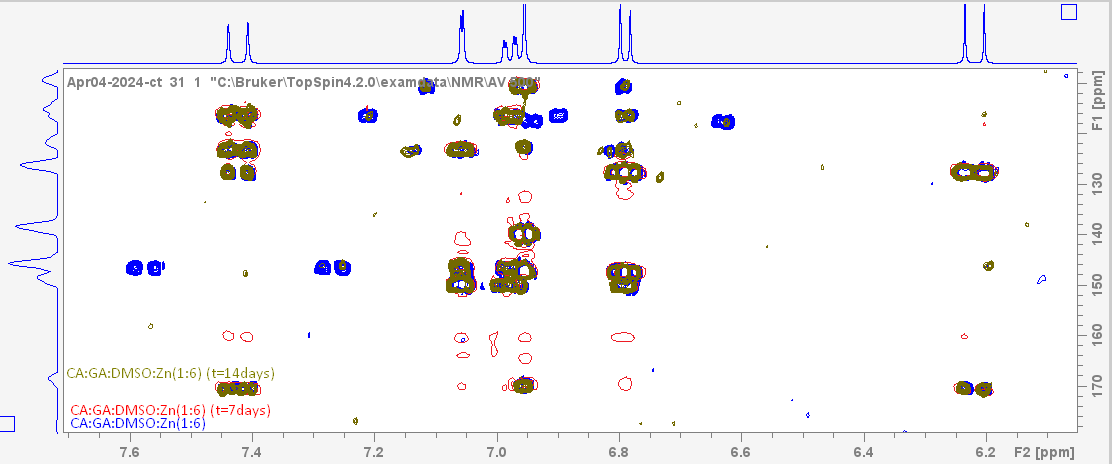 Apr04-2024-ct 31 1 "C:\Bruker\TopSpin4.2.0\examdata\NMR\AV
F1 [ppm]
130
140
150
160
170
CA:GA:DMSO:Zn(1:6) (t=14days)
CA:GA:DMSO:Zn(1:6) (t=7days)
CA:GA:DMSO:Zn(1:6)
7.6 7.4 7.2 7.0 6.8 6.6 6.4 6.2 F2 [ppm]